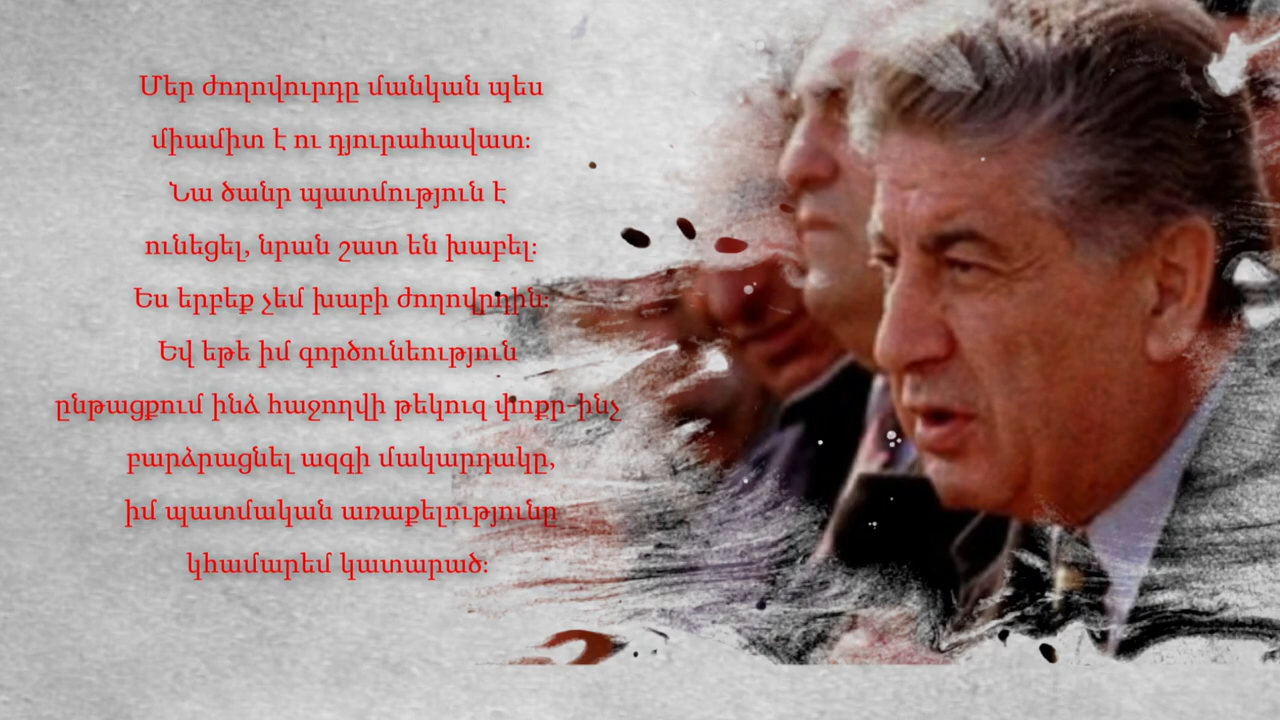 Մեր ժողովուրդը մանկան պես
միամիտ է ու դյուրահավատ։
Նա ծանր պատմություն է
ունեցել, նրան շատ են խաբել։
Ես երբեք չեմ խաբի ժողովրդին։
Եվ եթե իմ գործունեություն
ընթացքում ինձ հաջողվի թեկուզ փոքր-ինչ
բարձրացնել ազգի մակարդակը,
իմ պատմական առաքելությունը
կհամարեմ կատարած։